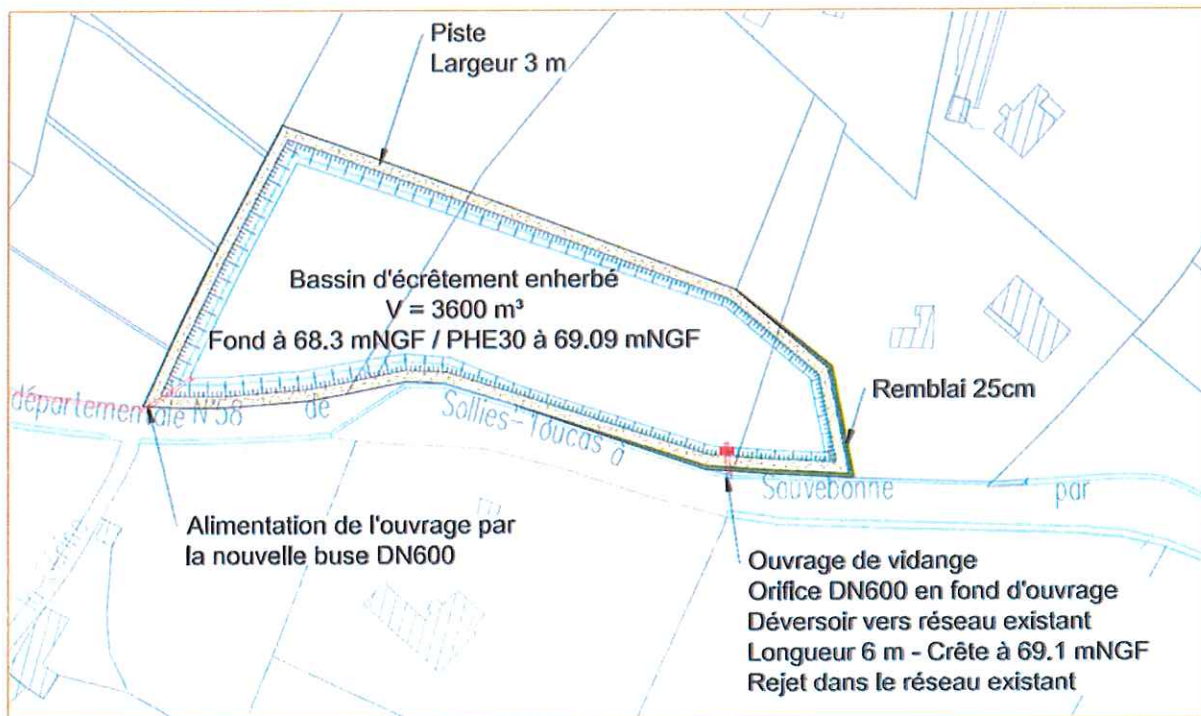 Piste
Largeur 3 m
Bassin d'écrêtement enherbé
V = 3600 m³
Fond à 68.3 mNGF / PHE30 à 69.09 mNGF
Remblai 25cm
départementale N°58 de Sollies-Toucas à Sauvebonne par
Alimentation de l'ouvrage par
la nouvelle buse DN600
Ouvrage de vidange
Orifice DN600 en fond d'ouvrage
Déversoir vers réseau existant
Longueur 6 m - Crête à 69.1 mNGF
Rejet dans le réseau existant